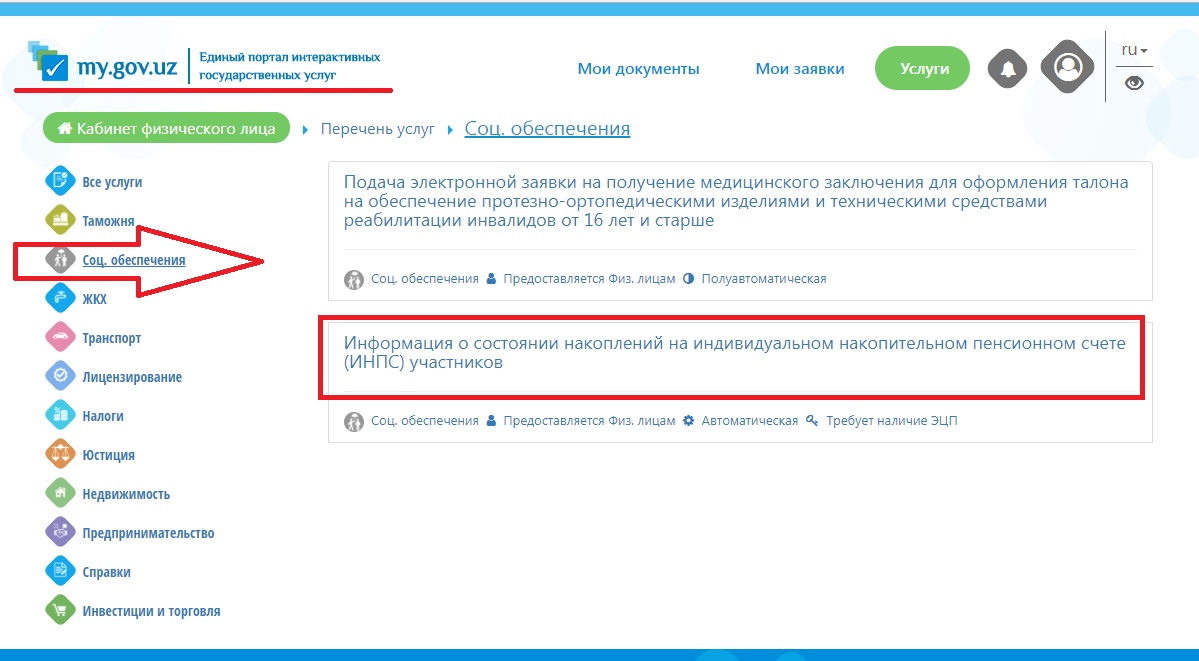 my.gov.uz
Единый портал интерактивных
государственных услуг
Мои документы
Мои заявки
Услуги
ru
Кабинет физического лица
Перечень услуг
Соц. обеспечения
Все услуги
Таможня
Соц. обеспечения
ЖКХ
Транспорт
Лицензирование
Налоги
Юстиция
Недвижимость
Предпринимательство
Справки
Инвестиции и торговля
Подача электронной заявки на получение медицинского заключения для оформления талона
на обеспечение протезно-ортопедическими изделиями и техническими средствами
реабилитации инвалидов от 16 лет и старше
Соц. обеспечения Предоставляется Физ. лицам Полуавтоматическая
Информация о состоянии накоплений на индивидуальном накопительном пенсионном счете
(ИНПС) участников
Соц. обеспечения Предоставляется Физ. лицам Автоматическая Требует наличие ЭЦП